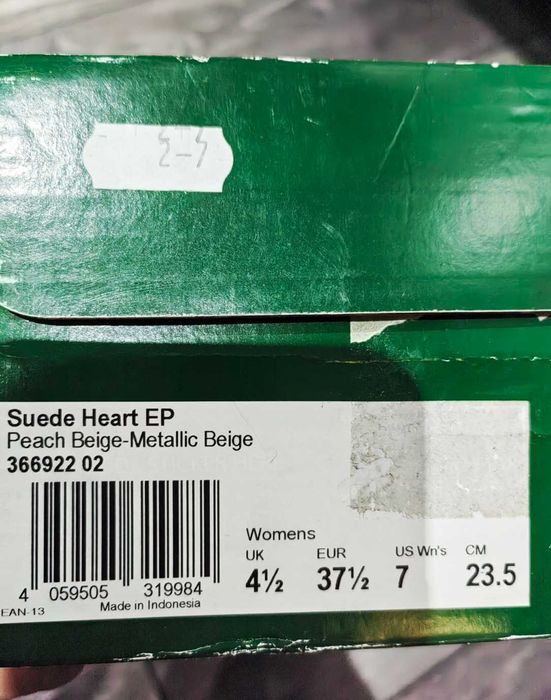 Suede Heart EP
Peach Beige-Metallic Beige
366922 02
4 059505 319984
EAN-13
Made in Indonesia
Womens
UK EUR US Wn's CM
4½ 37½ 7 23.5